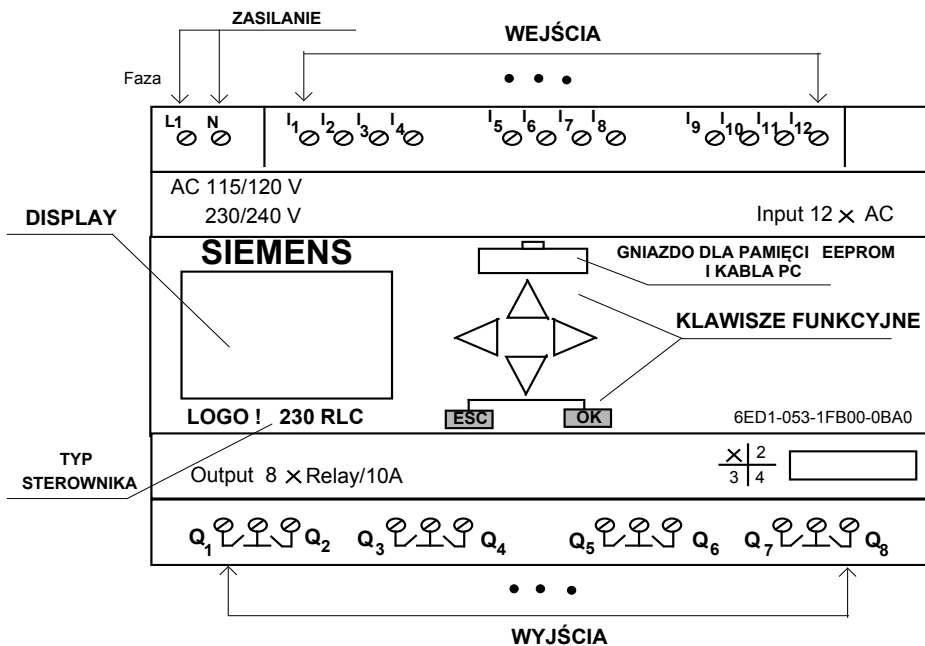 ZASILANIE
WEJŚCIA
Faza
L1 N I1 I2 I3 I4 I5 I6 I7 I8 I9 I10 I11 I12
AC 115/120 V
230/240 V
Input 12 × AC
DISPLAY
SIEMENS
GNIAZDO DLA PAMIĘCI EEPROM
I KABLA PC
KLAWISZE FUNKCYJNE
LOGO ! 230 RLC
ESC OK
6ED1-053-1FB00-0BA0
TYP
STEROWNIKA
Output 8 × Relay/10A
× 2
3 4
Q1 Q2 Q3 Q4 Q5 Q6 Q7 Q8
WYJŚCIA